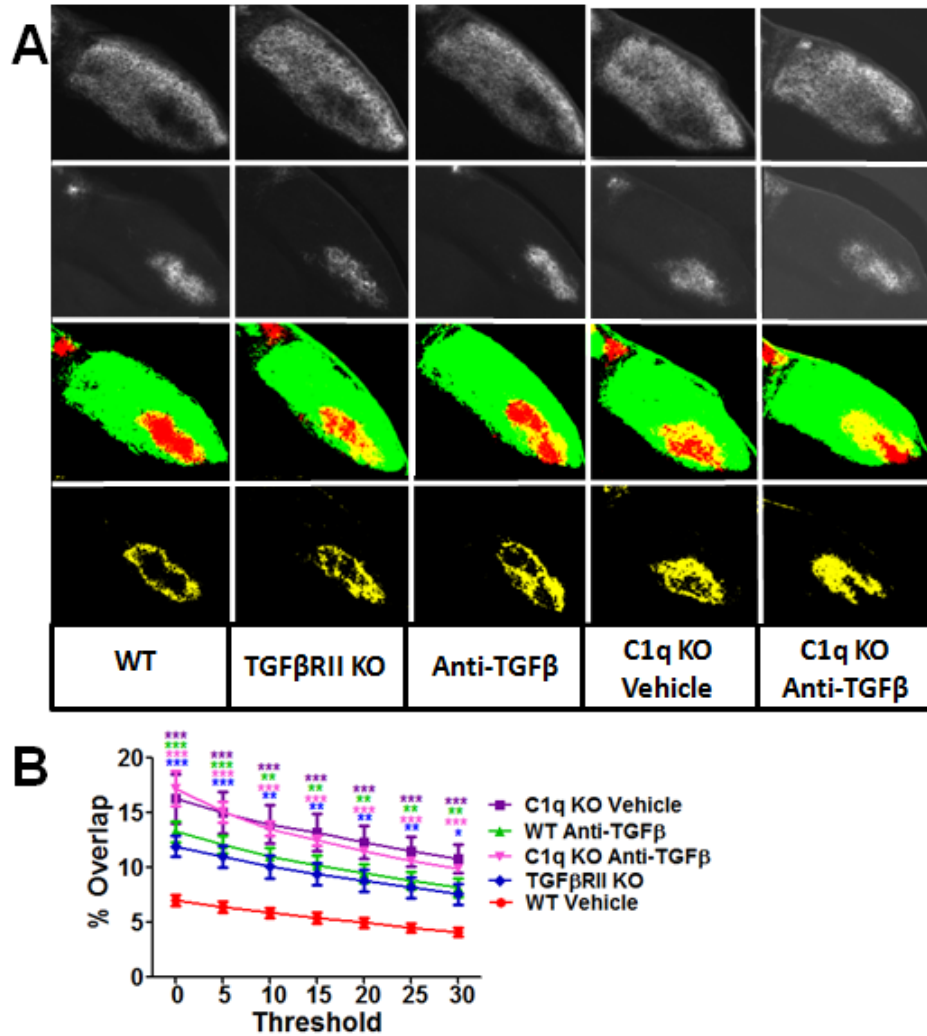 A
WT
TGFβRII KO
Anti-TGFβ
C1q KO
Vehicle
C1q KO
Anti-TGFβ
B
% Overlap
20
15
10
5
0
*** *** *** *** *** *** ***
*** *** ** ** ** ** **
*** *** *** *** *** *** ***
*** *** ** ** ** ** *
C1q KO Vehicle
WT Anti-TGFβ
C1q KO Anti-TGFβ
TGFβRII KO
WT Vehicle
0 5 10 15 20 25 30
Threshold